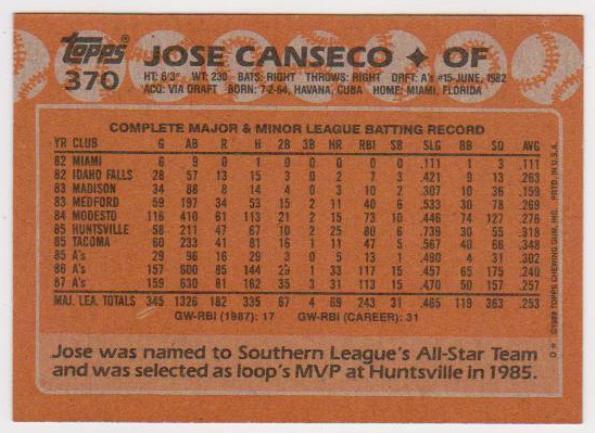 Topps
370
JOSE CANSECO ✦ OF
HT: 6'3" WT: 230 BATS: RIGHT THROWS: RIGHT DRFT: A's #15-JUNE, 1982
ACQ: VIA DRAFT BORN: 7-2-64, HAVANA, CUBA HOME: MIAMI, FLORIDA
COMPLETE MAJOR & MINOR LEAGUE BATTING RECORD
YR CLUB G AB R H 2B 3B HR RBI SB SLG BB SO AVG
82 MIAMI 6 9 0 1 0 0 0 0 0 .111 1 3 .111
82 IDAHO FALLS 28 57 13 15 3 0 2 7 3 .421 9 13 .263
83 MADISON 34 88 8 14 4 0 3 10 2 .307 10 36 .159
83 MEDFORD 59 197 34 53 15 2 11 40 6 .533 30 78 .269
84 MODESTO 116 410 61 113 21 2 15 73 10 .446 74 127 .276
85 HUNTSVILLE 58 211 47 67 10 2 25 80 6 .739 30 55 .318
85 TACOMA 60 233 41 81 16 1 11 47 5 .567 40 66 .348
85 A's 29 96 16 29 3 0 5 13 1 .490 4 31 .302
86 A's 157 600 85 144 29 1 33 117 15 .457 65 175 .240
87 A's 159 630 81 162 35 3 31 113 15 .470 50 157 .257
MAJ. LEA. TOTALS 345 1326 182 335 67 4 69 243 31 .465 119 363 .253
GW-RBI (1987): 17 GW-RBI (CAREER): 31
Jose was named to Southern League's All-Star Team
and was selected as loop's MVP at Huntsville in 1985.
©1988 TOPPS CHEWING GUM, INC. PRTD. IN U.S.A.